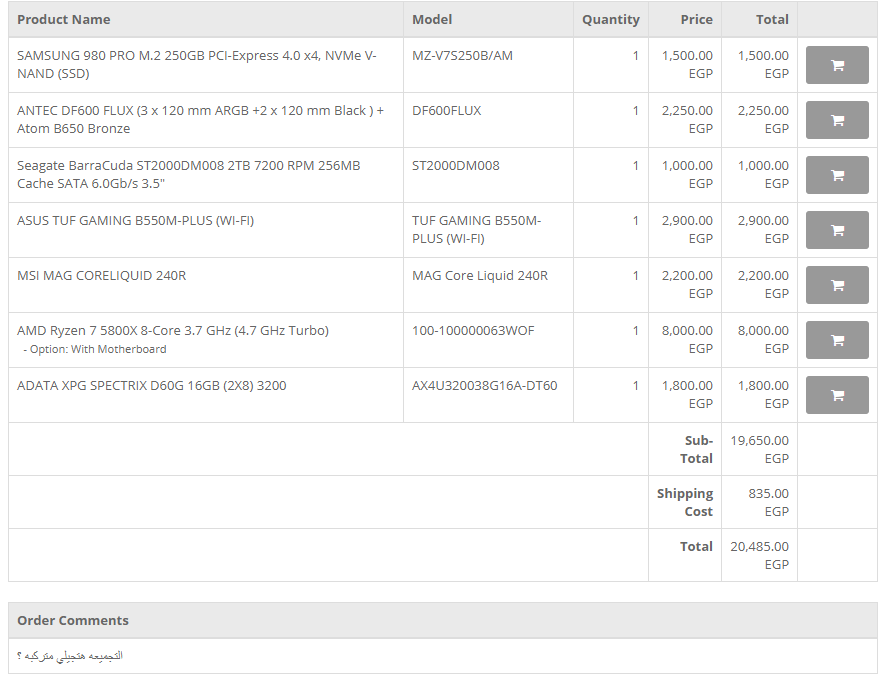 Product Name Model Quantity Price Total
SAMSUNG 980 PRO M.2 250GB PCI-Express 4.0 x4, NVMe V- MZ-V7S250B/AM 1 1,500.00 1,500.00
NAND (SSD) EGP EGP
ANTEC DF600 FLUX (3 x 120 mm ARGB +2 x 120 mm Black ) + DF600FLUX 1 2,250.00 2,250.00
Atom B650 Bronze EGP EGP
Seagate BarraCuda ST2000DM008 2TB 7200 RPM 256MB ST2000DM008 1 1,000.00 1,000.00
Cache SATA 6.0Gb/s 3.5" EGP EGP
ASUS TUF GAMING B550M-PLUS (WI-FI) TUF GAMING B550M- 1 2,900.00 2,900.00
PLUS (WI-FI) EGP EGP
MSI MAG CORELIQUID 240R MAG Core Liquid 240R 1 2,200.00 2,200.00
EGP EGP
AMD Ryzen 7 5800X 8-Core 3.7 GHz (4.7 GHz Turbo) 100-100000063WOF 1 8,000.00 8,000.00
- Option: With Motherboard EGP EGP
ADATA XPG SPECTRIX D60G 16GB (2X8) 3200 AX4U320038G16A-DT60 1 1,800.00 1,800.00
EGP EGP
Sub- 19,650.00
Total EGP
Shipping 835.00
Cost EGP
Total 20,485.00
EGP
Order Comments
التجميعه هتجيلي متركبه ؟